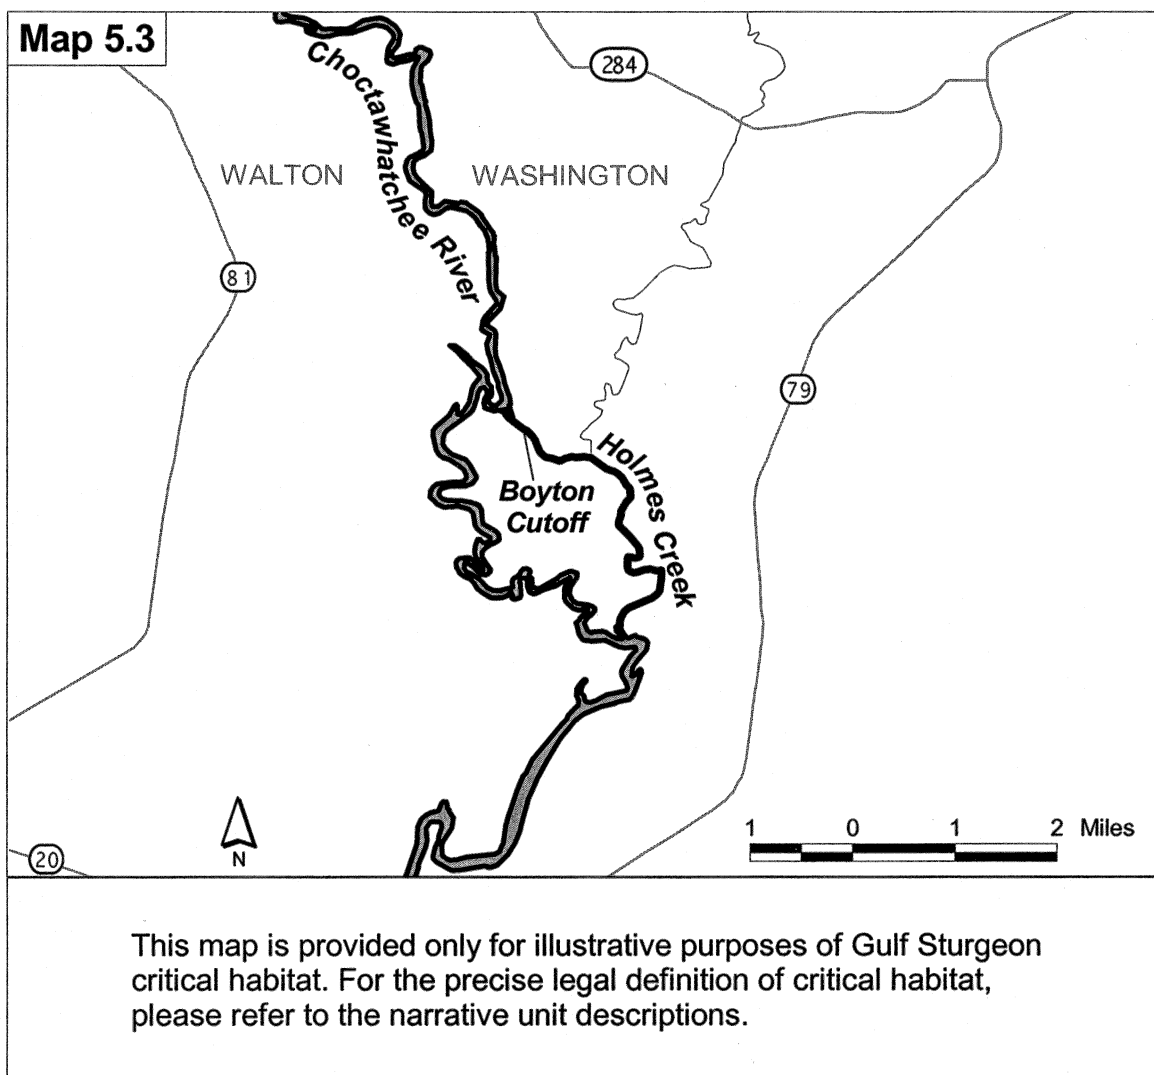 Map 5.3
284
Choctawhatchee River
WALTON
WASHINGTON
81
79
Holmes Creek
Boyton
Cutoff
1 0 1 2 Miles
N
20
This map is provided only for illustrative purposes of Gulf Sturgeon
critical habitat. For the precise legal definition of critical habitat,
please refer to the narrative unit descriptions.